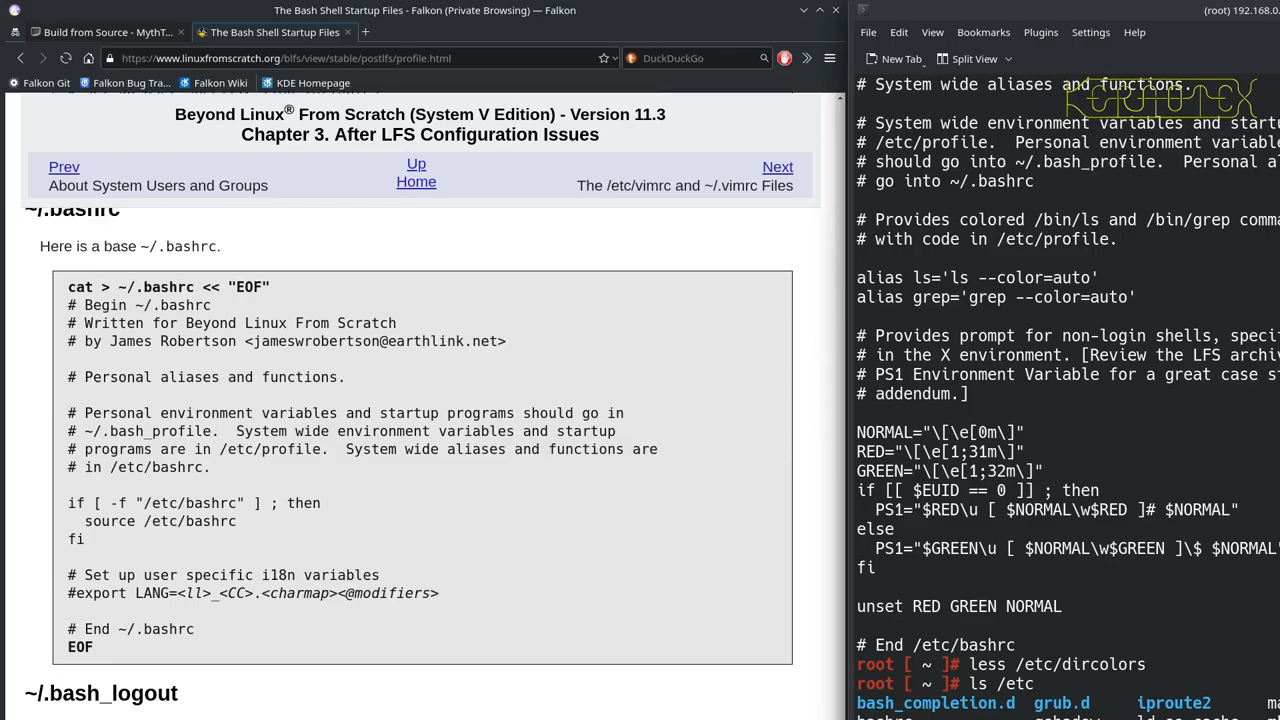 The Bash Shell Startup Files - Falkon (Private Browsing) — Falkon
Build from Source - MythT...
The Bash Shell Startup Files
https://www.linuxfromscratch.org/blfs/view/stable/postlfs/profile.html
DuckDuckGo
Falkon Git
Falkon Bug Tra...
Falkon Wiki
KDE Homepage
Beyond Linux® From Scratch (System V Edition) - Version 11.3
Chapter 3. After LFS Configuration Issues
Prev
Up
Next
About System Users and Groups
Home
The /etc/vimrc and ~/.vimrc Files
~/.bashrc
Here is a base ~/.bashrc.
cat > ~/.bashrc << "EOF"
# Begin ~/.bashrc
# Written for Beyond Linux From Scratch
# by James Robertson <jameswrobertson@earthlink.net>
# Personal aliases and functions.
# Personal environment variables and startup programs should go in
# ~/.bash_profile.  System wide environment variables and startup
# programs are in /etc/profile.  System wide aliases and functions are
# in /etc/bashrc.
if [ -f "/etc/bashrc" ] ; then
  source /etc/bashrc
fi
# Set up user specific i18n variables
#export LANG=<ll>_<CC>.<charmap><@modifiers>
# End ~/.bashrc
EOF
~/.bash_logout
(root) 192.168.0.
File Edit View Bookmarks Plugins Settings Help
New Tab
Split View
# System wide aliases and functions.
KERAUTEX
# System wide environment variables and startu
# /etc/profile.  Personal environment variabl
# should go into ~/.bash_profile.  Personal al
# go into ~/.bashrc
# Provides colored /bin/ls and /bin/grep comma
# with code in /etc/profile.
alias ls='ls --color=auto'
alias grep='grep --color=auto'
# Provides prompt for non-login shells, specif
# in the X environment. [Review the LFS archiv
# PS1 Environment Variable for a great case st
# addendum.]
NORMAL="\[\e[0m\]"
RED="\[\e[1;31m\]"
GREEN="\[\e[1;32m\]"
if [[ $EUID == 0 ]] ; then
  PS1="$RED\u [ $NORMAL\w$RED ]# $NORMAL"
else
  PS1="$GREEN\u [ $NORMAL\w$GREEN ]\$ $NORMAL"
fi
unset RED GREEN NORMAL
# End /etc/bashrc
root [ ~ ]# less /etc/dircolors
root [ ~ ]# ls /etc
bash_completion.d  grub.d  iproute2